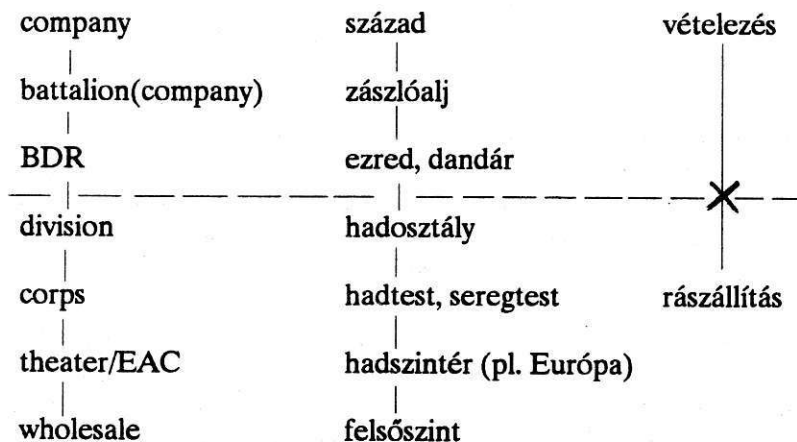 company század vételezés
battalion(company) zászlóalj
BDR ezred, dandár
division hadosztály
corps hadtest, seregtest rászállítás
theater/EAC hadszintér (pl. Európa)
wholesale felsőszint